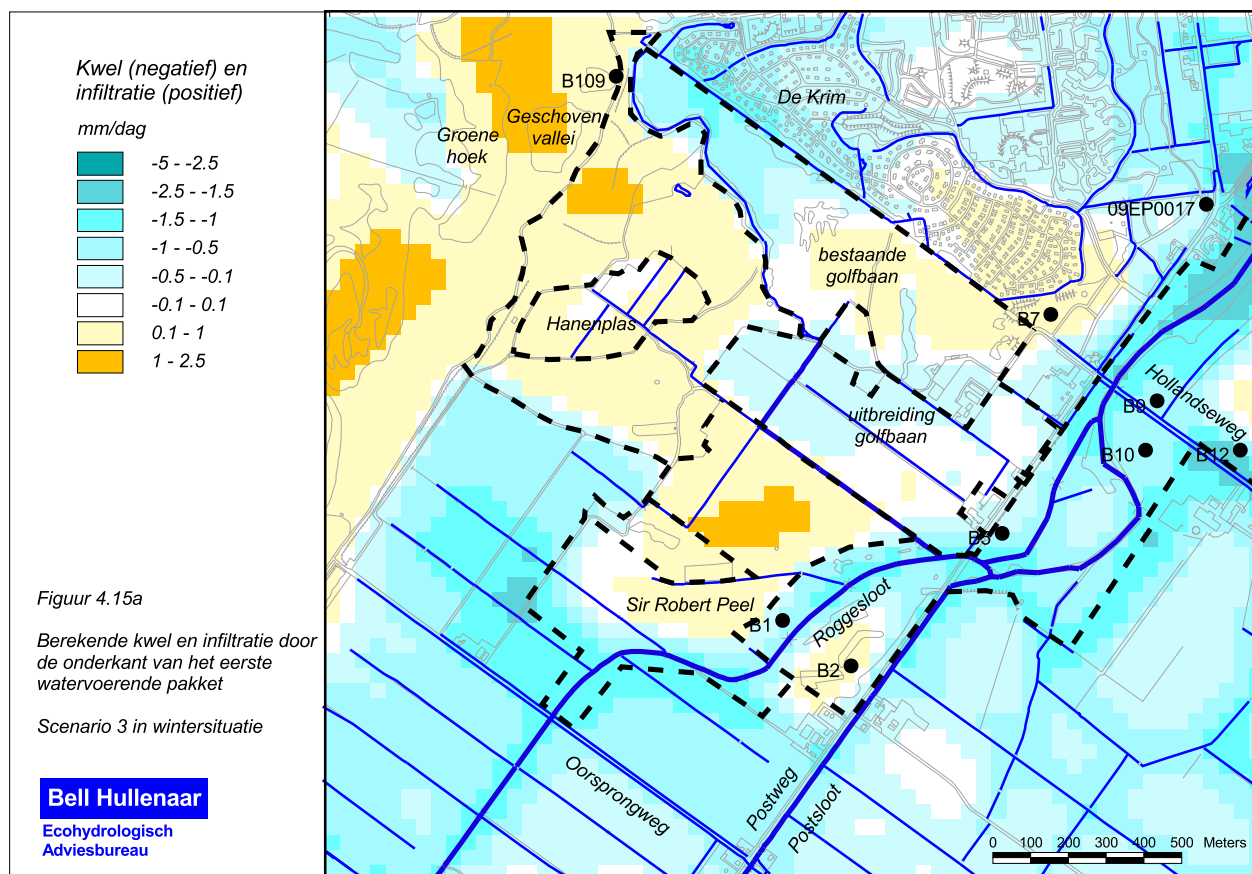 Kwel (negatief) en
infiltratie (positief)
mm/dag
-5 - -2.5
-2.5 - -1.5
-1.5 - -1
-1 - -0.5
-0.5 - -0.1
-0.1 - 0.1
0.1 - 1
1 - 2.5
Figuur 4.15a
Berekende kwel en infiltratie door
de onderkant van het eerste
watervoerende pakket
Scenario 3 in wintersituatie
Bell Hullenaar
Ecohydrologisch
Adviesbureau
B109
De Krim
Geschoven
vallei
Groene
hoek
09EP0017
bestaande
golfbaan
B7
Hanenplas
Hollandseweg
B9
uitbreiding
golfbaan
B10
B12
B3
Sir Robert Peel
B1
Roggesloot
B2
Oorsprongweg
Postweg
Postsloot
0 100 200 300 400 500 Meters